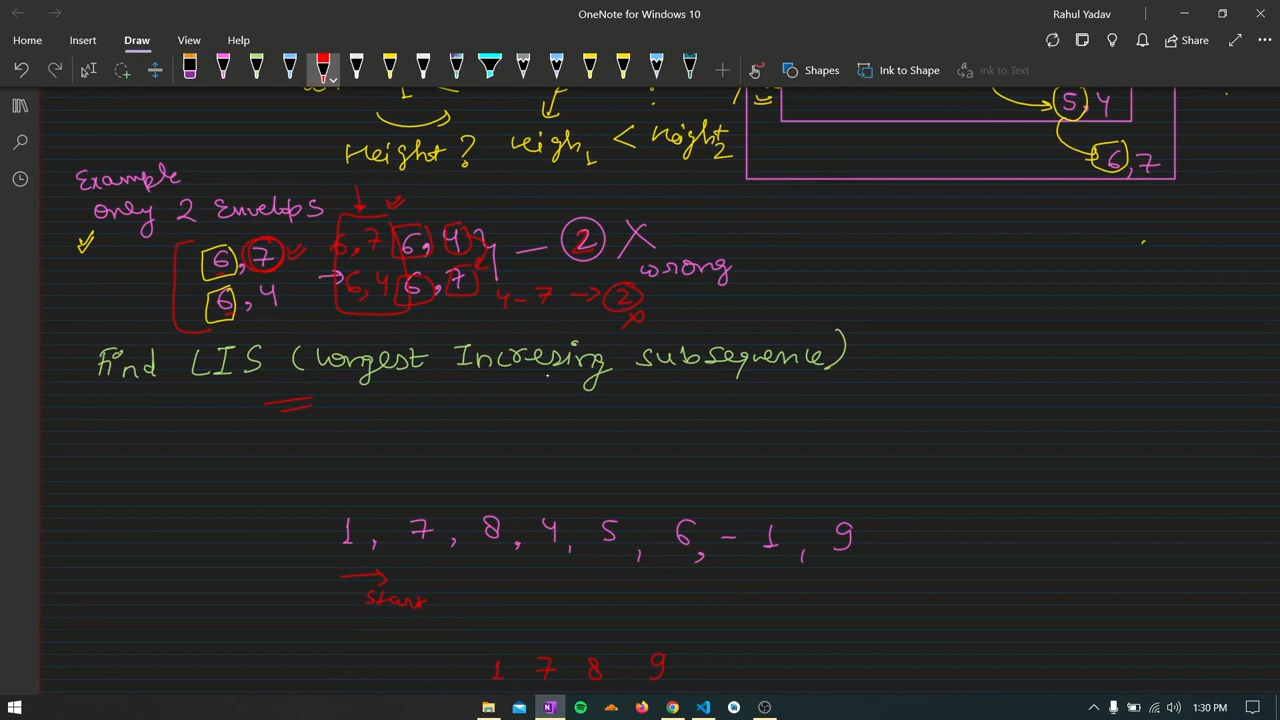 OneNote for Windows 10
Rahul Yadav
Home Insert Draw View Help
Share
Shapes Ink to Shape Ink to Text
5, 4
Height? Heigh1 < Height2
6, 7
Example
only 2 Envelops
6, 7 6, 7 6, 4 — 2 X
wrong
6, 4 → 6, 4 6, 7 4 - 7 → 2 x
Find LIS (longest Incresing subsequence)
1, 7, 8, 4, 5, 6, - 1, 9
start
1 7 8 9
1:30 PM